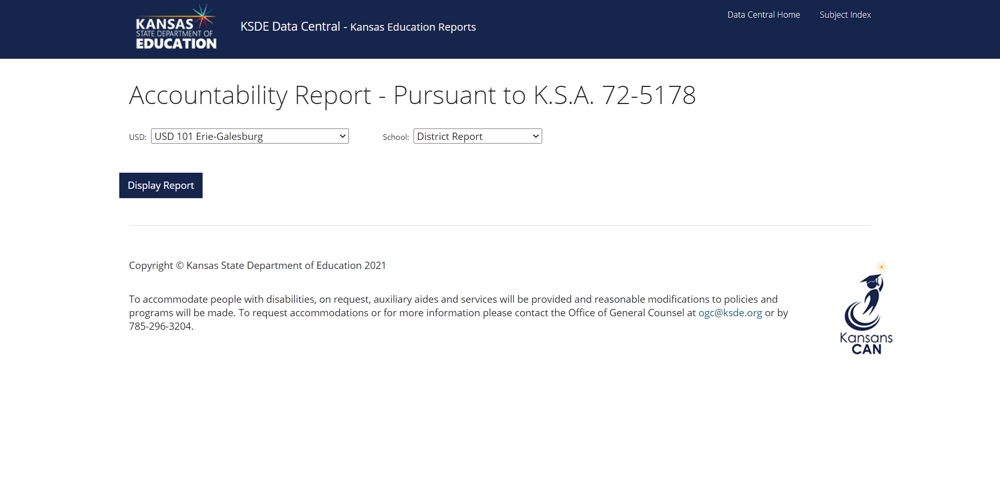 KANSAS
STATE DEPARTMENT OF
EDUCATION
KSDE Data Central - Kansas Education Reports
Data Central Home
Subject Index
Accountability Report - Pursuant to K.S.A. 72-5178
USD: USD 101 Erie-Galesburg
School: District Report
Display Report
Copyright © Kansas State Department of Education 2021
To accommodate people with disabilities, on request, auxiliary aides and services will be provided and reasonable modifications to policies and
programs will be made. To request accommodations or for more information please contact the Office of General Counsel at ogc@ksde.org or by
785-296-3204.
Kansans
CAN